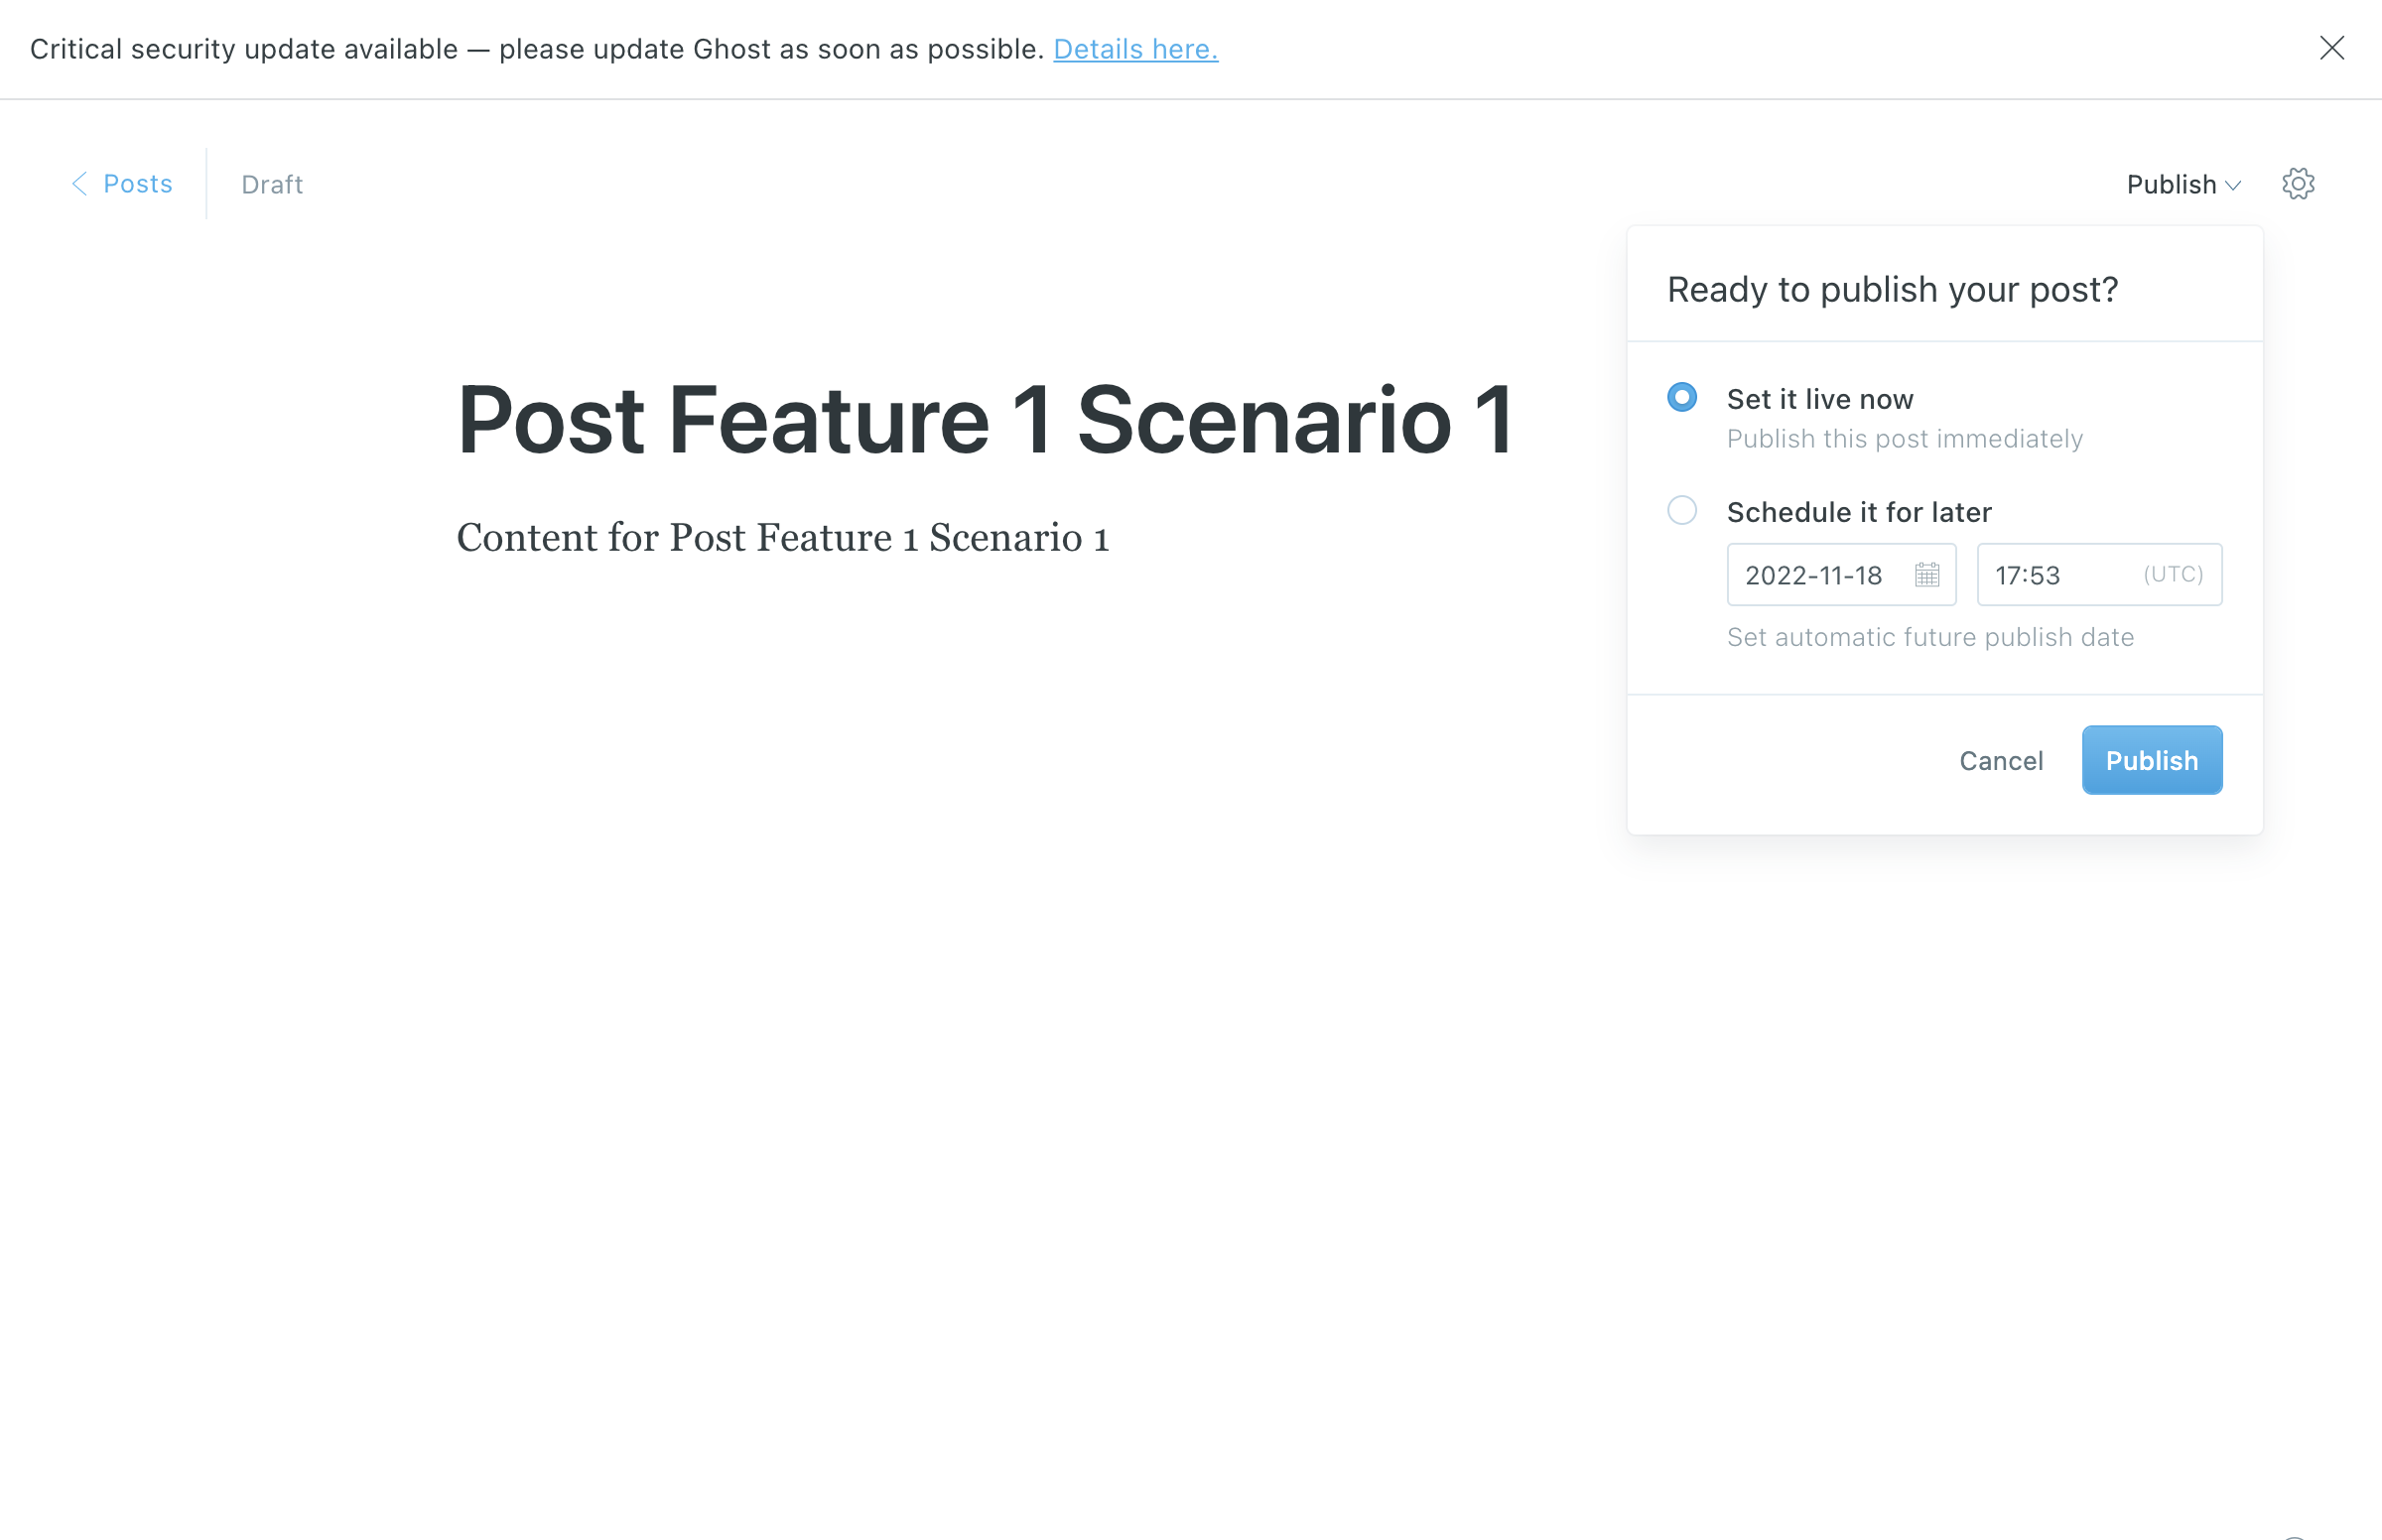 Critical security update available — please update Ghost as soon as possible. Details here.
Posts
Draft
Publish
Ready to publish your post?
Post Feature 1 Scenario 1
Content for Post Feature 1 Scenario 1
Set it live now
Publish this post immediately
Schedule it for later
2022-11-18
17:53 (UTC)
Set automatic future publish date
Cancel
Publish